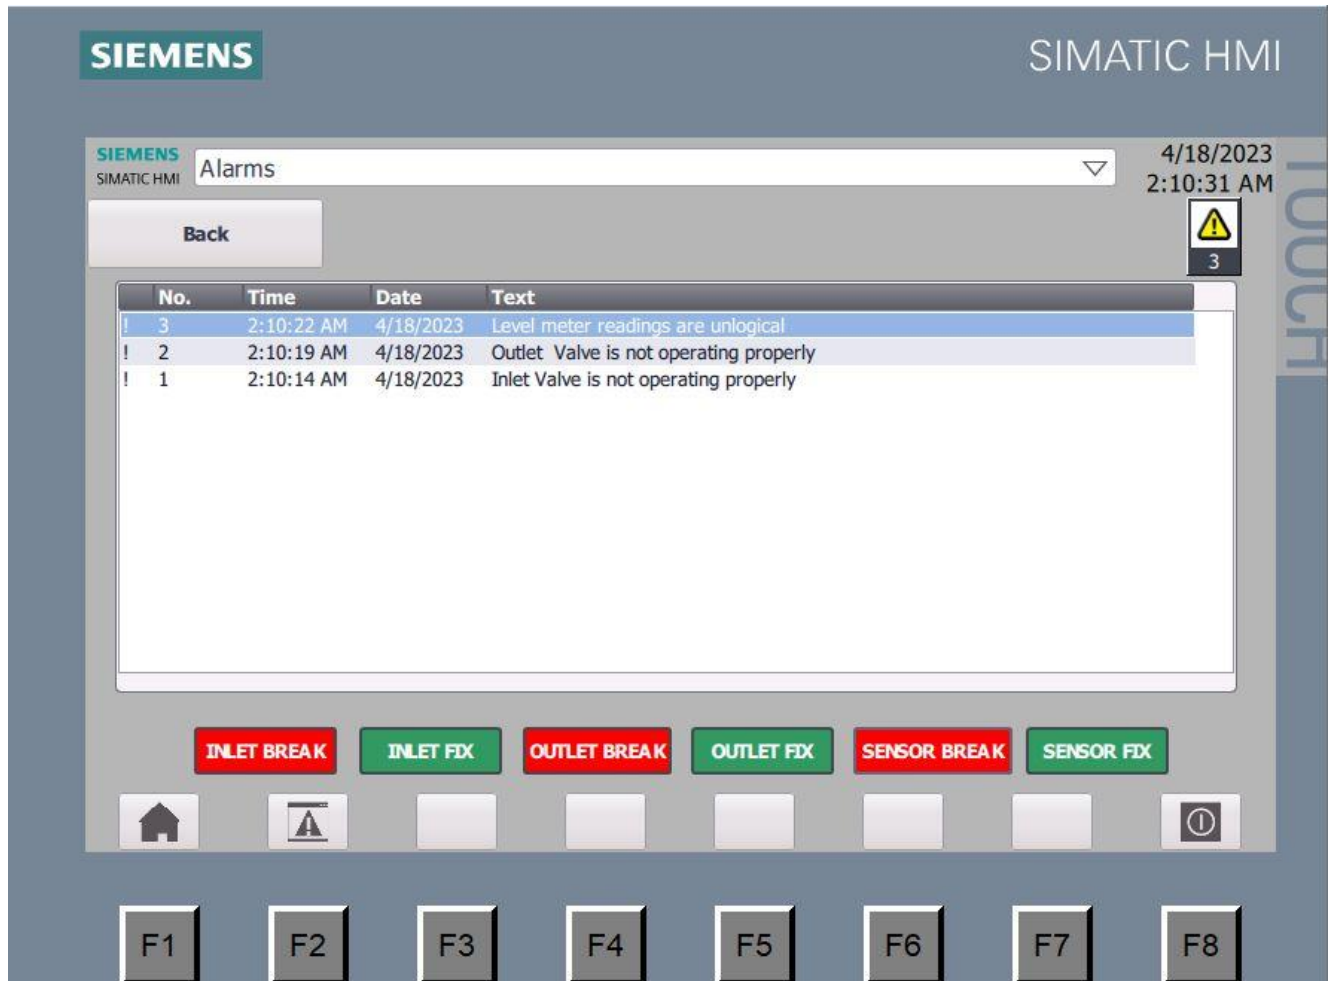 SIEMENS
SIMATIC HMI
SIEMENS
SIMATIC HMI
Alarms
4/18/2023
2:10:31 AM
TOUCH
Back
3
No. Time Date Text
! 3 2:10:22 AM 4/18/2023 Level meter readings are unlogical
! 2 2:10:19 AM 4/18/2023 Outlet Valve is not operating properly
! 1 2:10:14 AM 4/18/2023 Inlet Valve is not operating properly
INLET BREAK INLET FIX OUTLET BREAK OUTLET FIX SENSOR BREAK SENSOR FIX
F1 F2 F3 F4 F5 F6 F7 F8